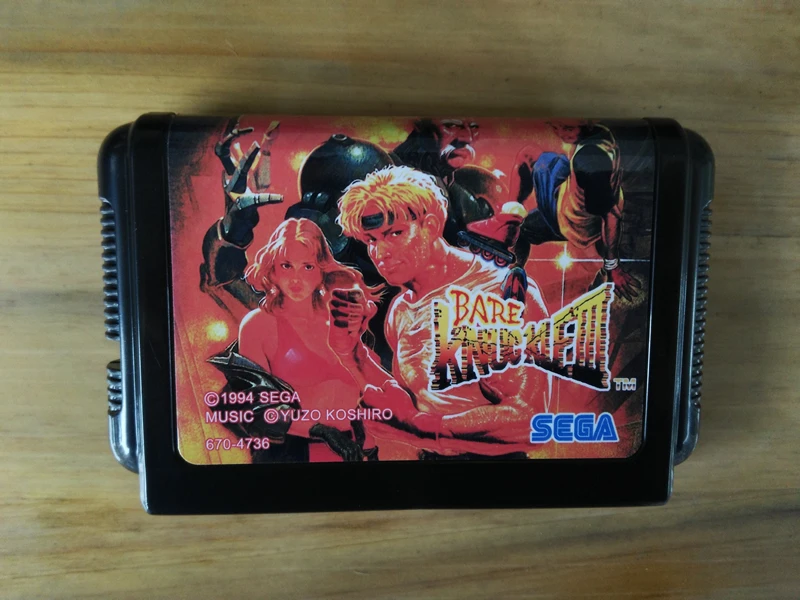 BARE
KNUCKLE III
TM
©1994 SEGA
MUSIC ©YUZO KOSHIRO
670-4736
SEGA